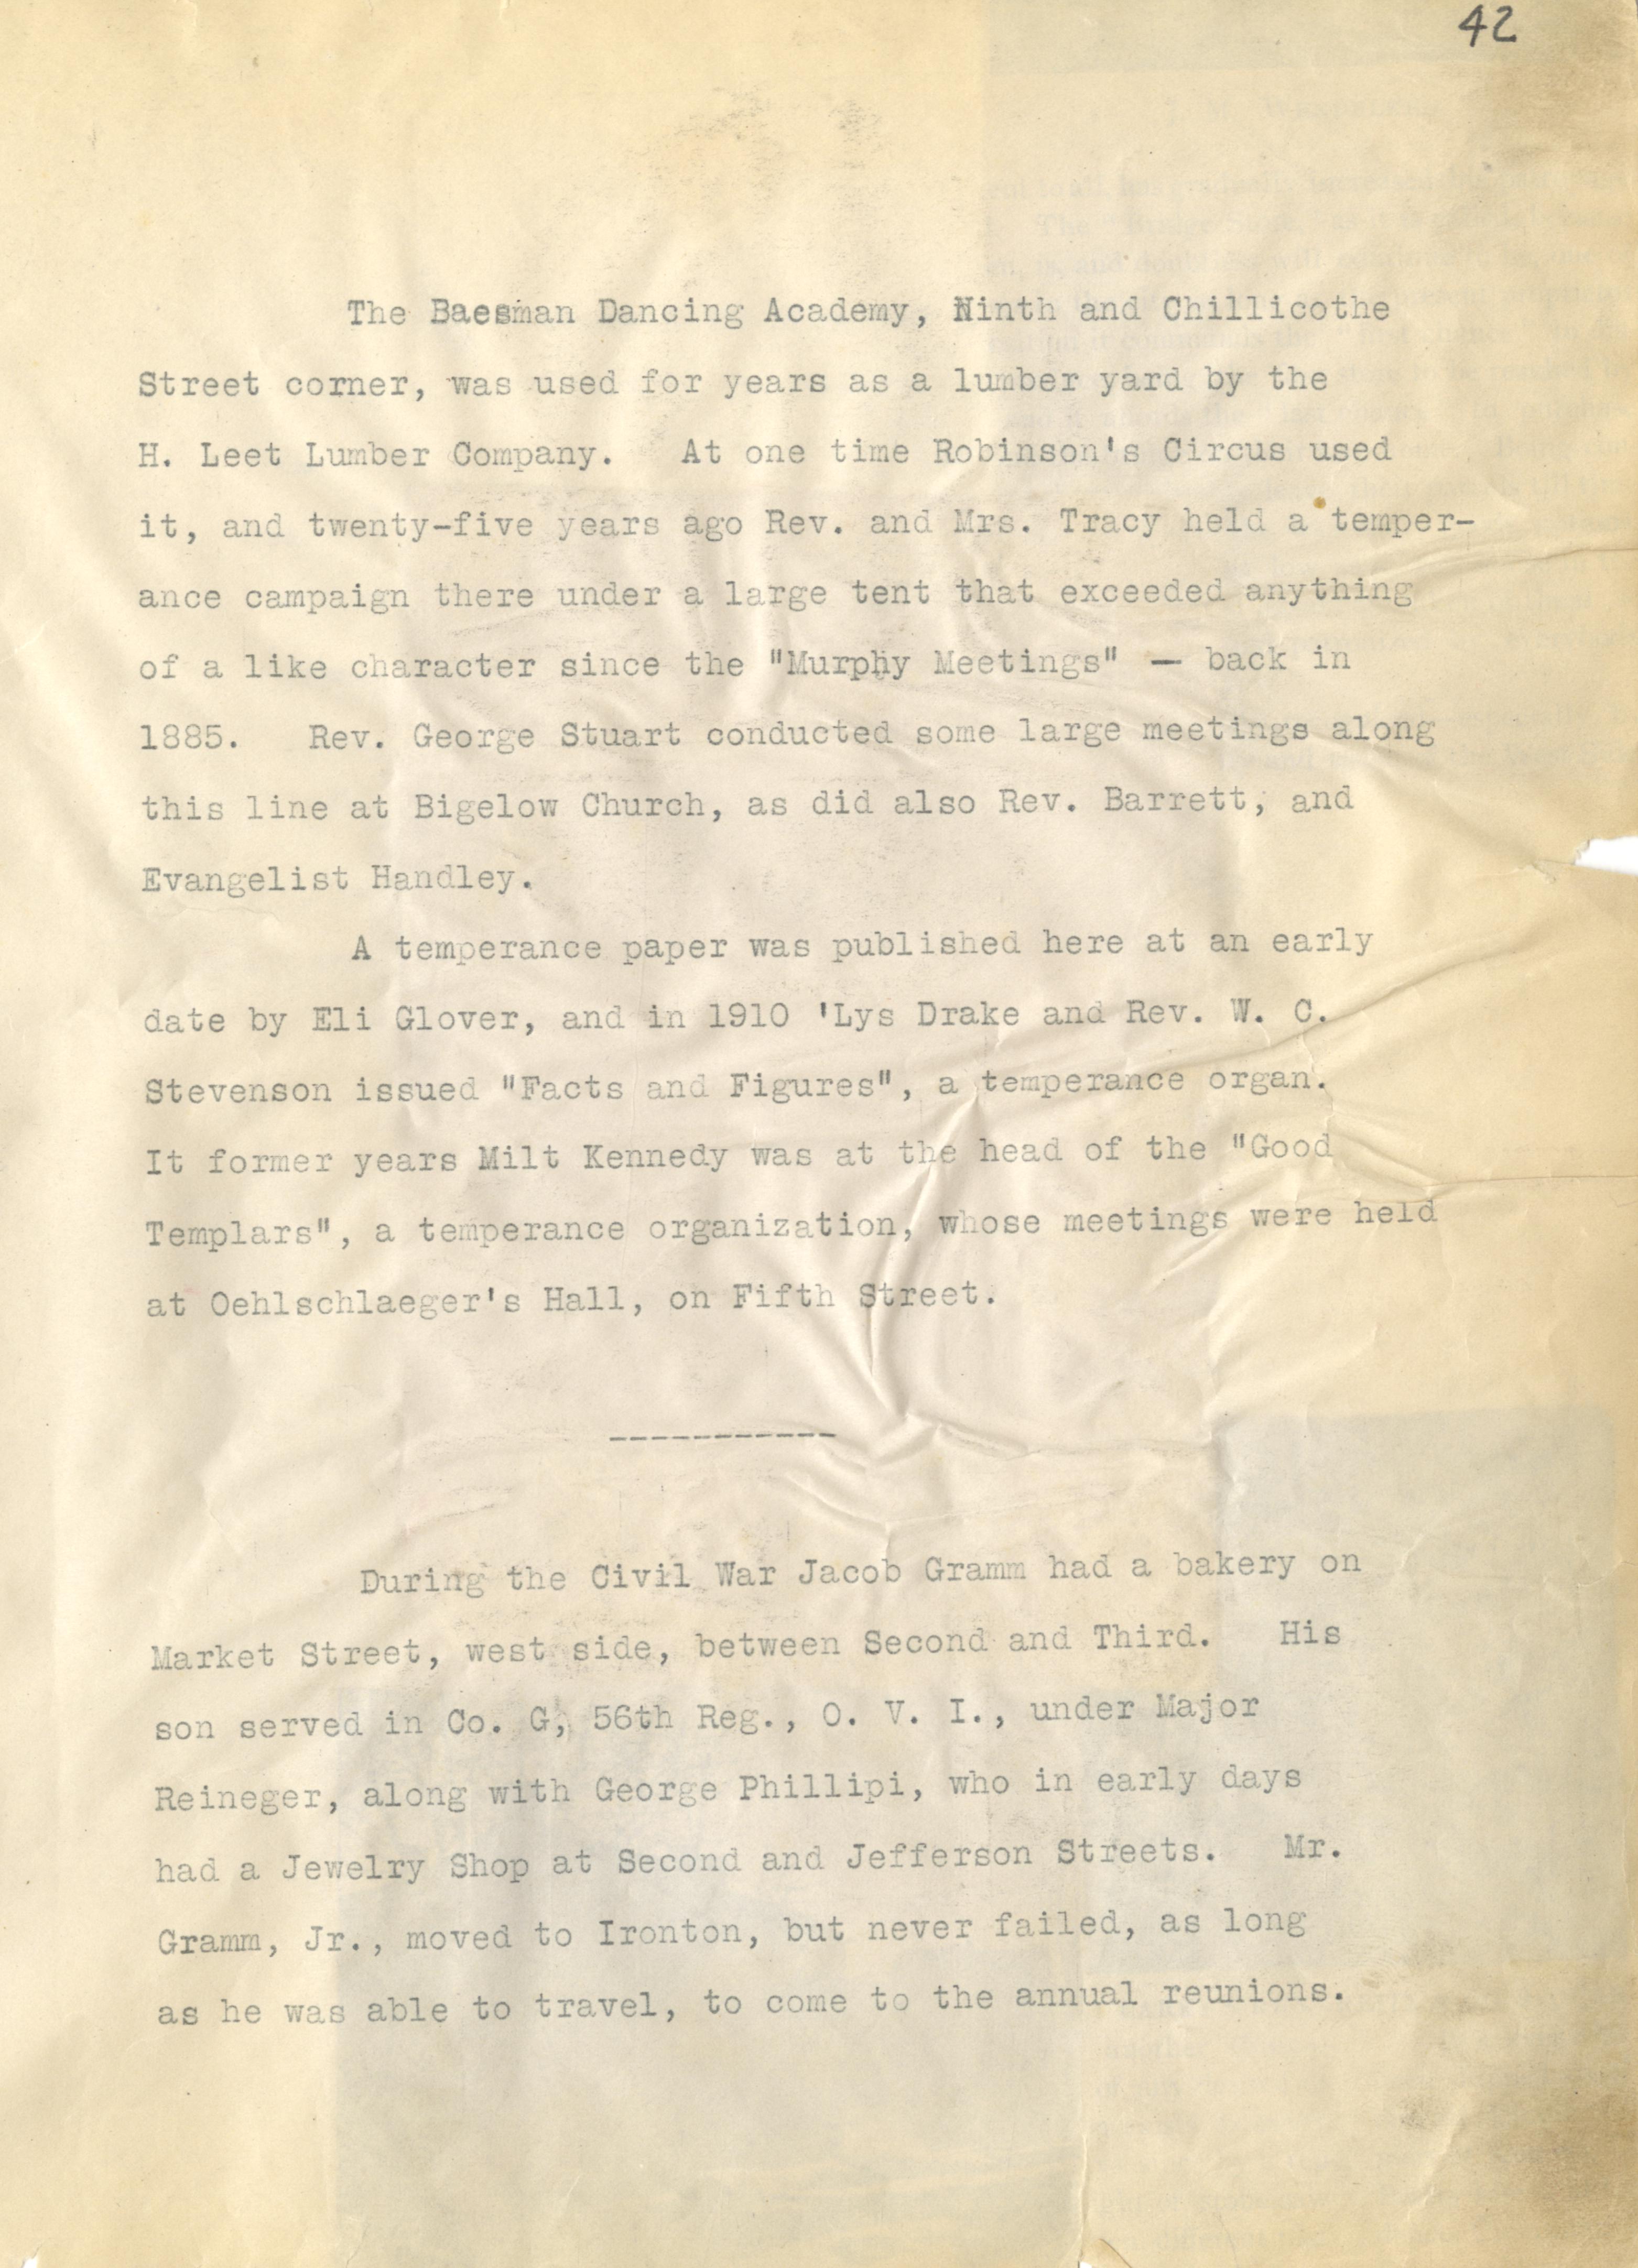 42
The Baesman Dancing Academy, Ninth and Chillicothe
Street corner, was used for years as a lumber yard by the
H. Leet Lumber Company. At one time Robinson's Circus used
it, and twenty-five years ago Rev. and Mrs. Tracy held a temper-
ance campaign there under a large tent that exceeded anything
of a like character since the "Murphy Meetings" — back in
1885. Rev. George Stuart conducted some large meetings along
this line at Bigelow Church, as did also Rev. Barrett, and
Evangelist Handley.
A temperance paper was published here at an early
date by Eli Glover, and in 1910 'Lys Drake and Rev. W. C.
Stevenson issued "Facts and Figures", a temperance organ.
It former years Milt Kennedy was at the head of the "Good
Templars", a temperance organization, whose meetings were held
at Oehlschlaeger's Hall, on Fifth Street.
-----------
During the Civil War Jacob Gramm had a bakery on
Market Street, west side, between Second and Third. His
son served in Co. G, 56th Reg., O. V. I., under Major
Reineger, along with George Phillipi, who in early days
had a Jewelry Shop at Second and Jefferson Streets. Mr.
Gramm, Jr., moved to Ironton, but never failed, as long
as he was able to travel, to come to the annual reunions.